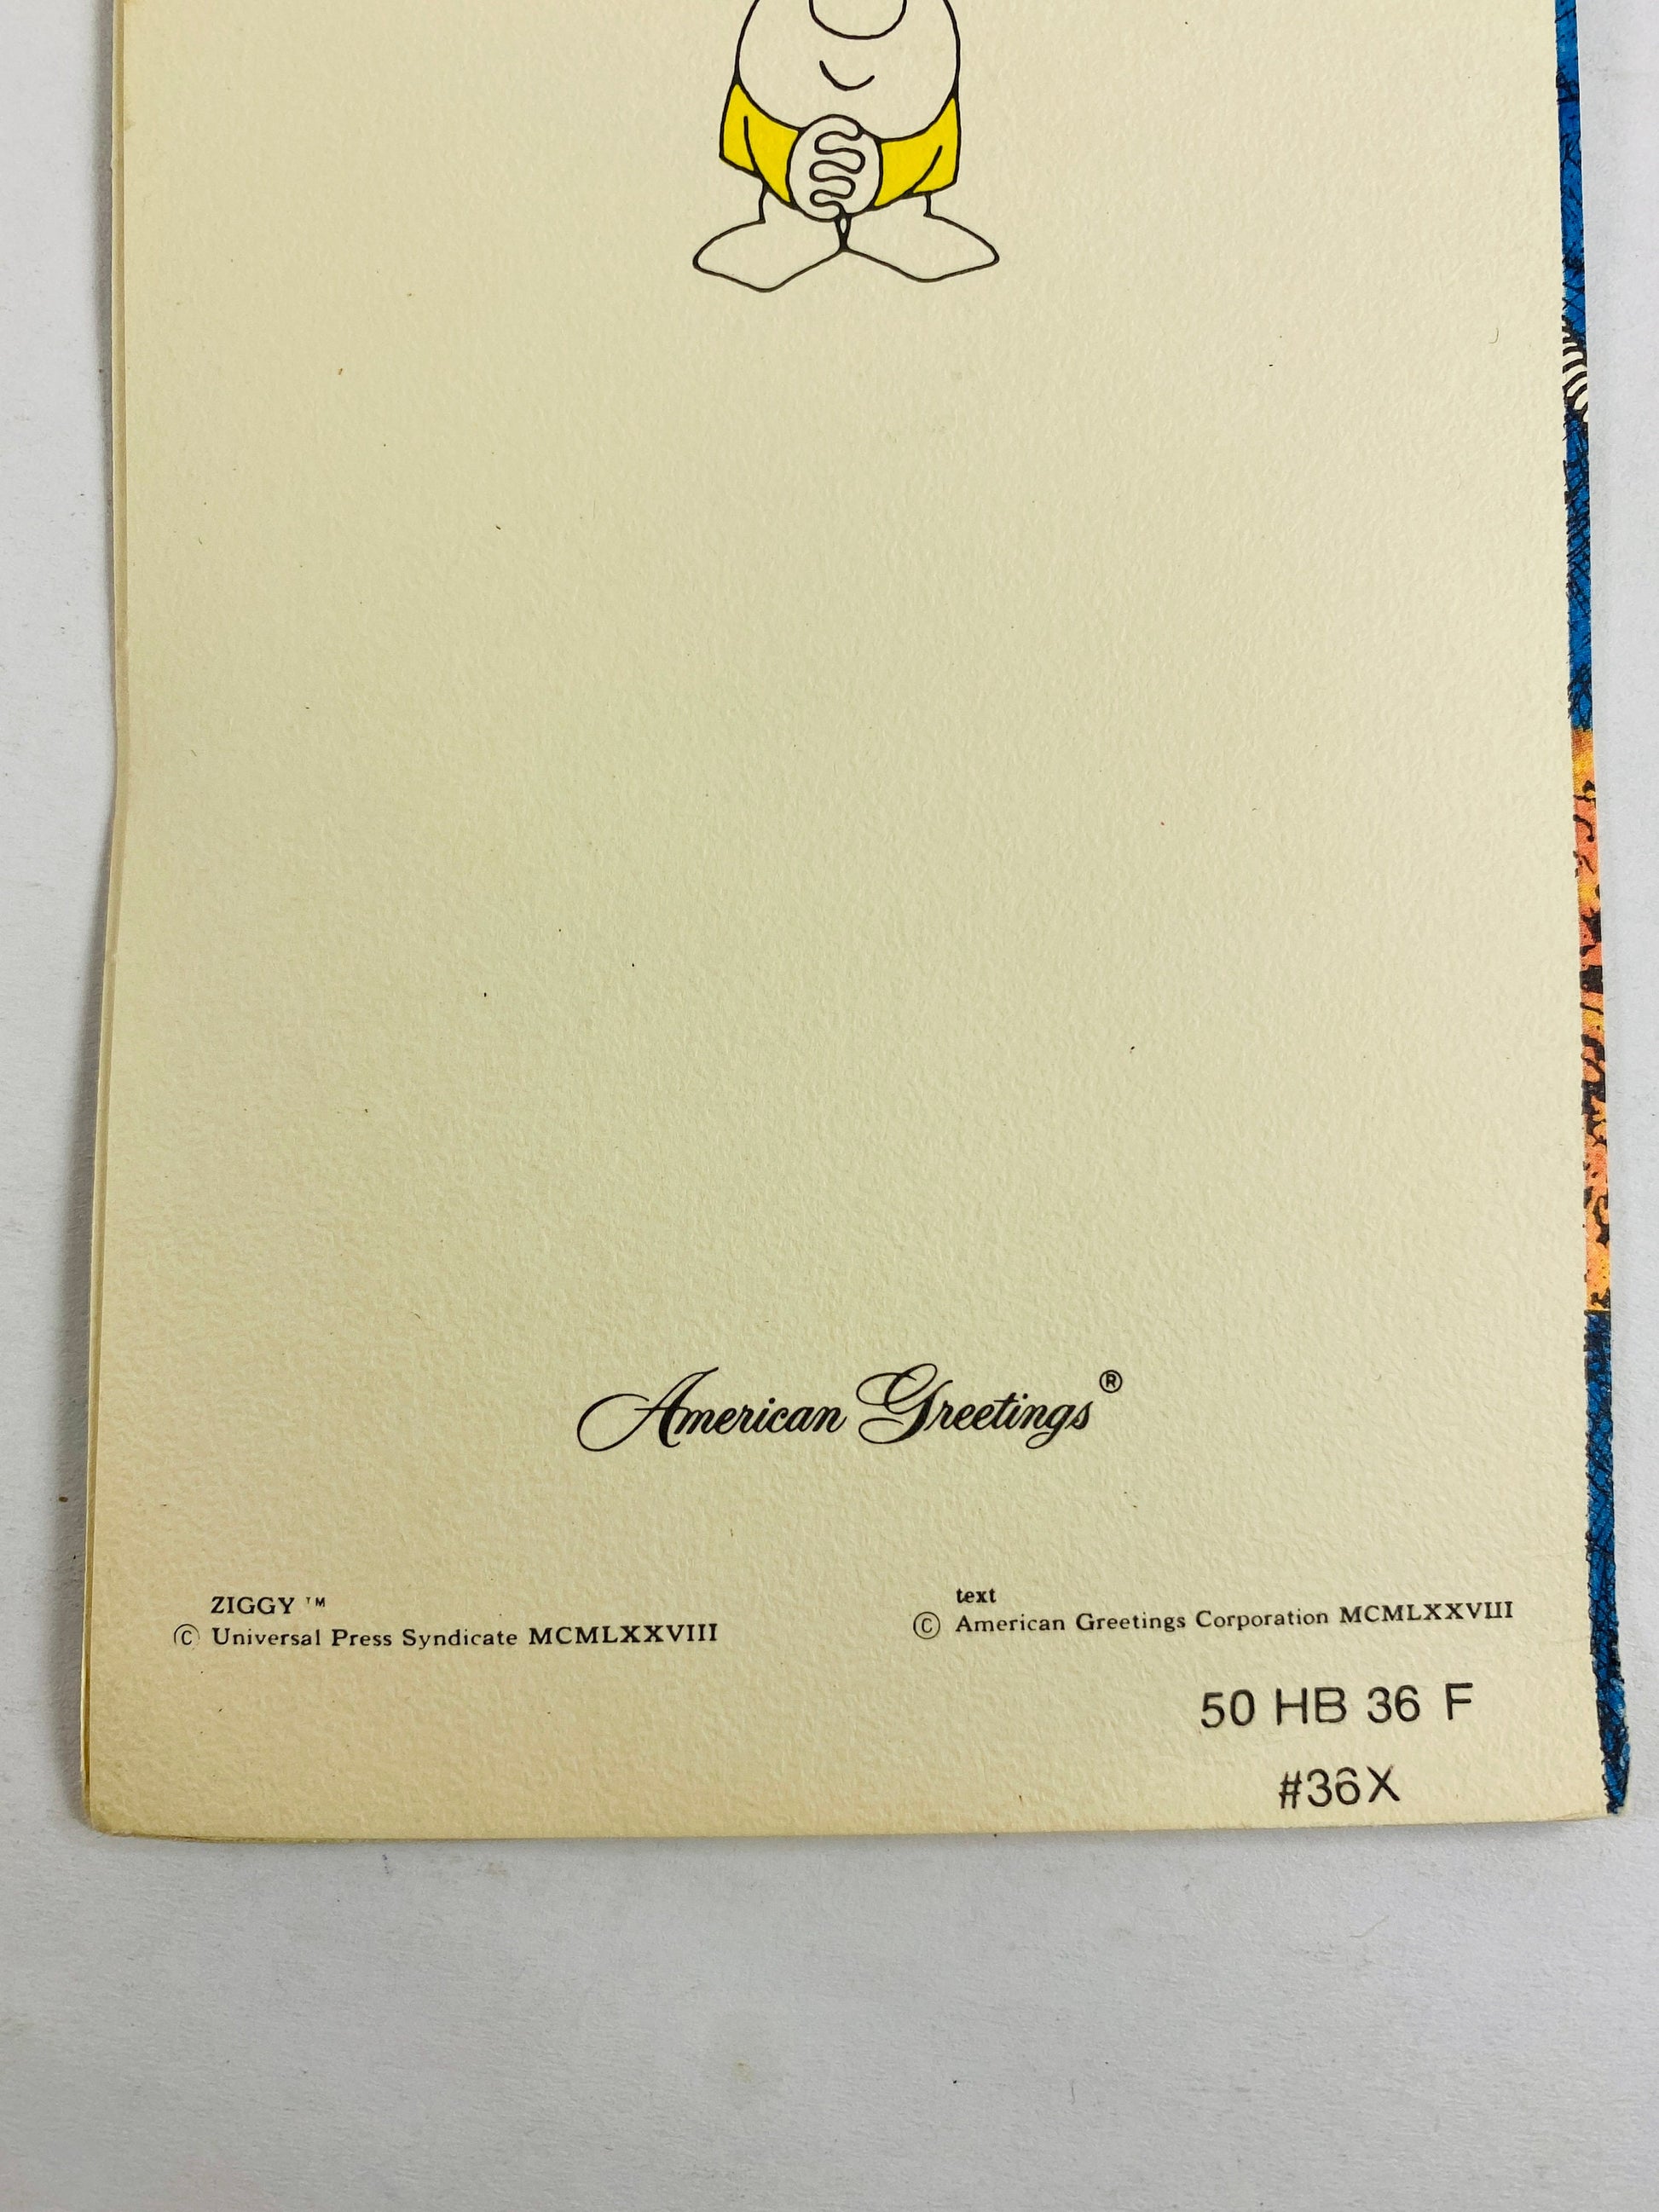 American Greetings®
ZIGGY ™
© Universal Press Syndicate MCMLXXVIII
text
© American Greetings Corporation MCMLXXVIII
50 HB 36 F
#36X